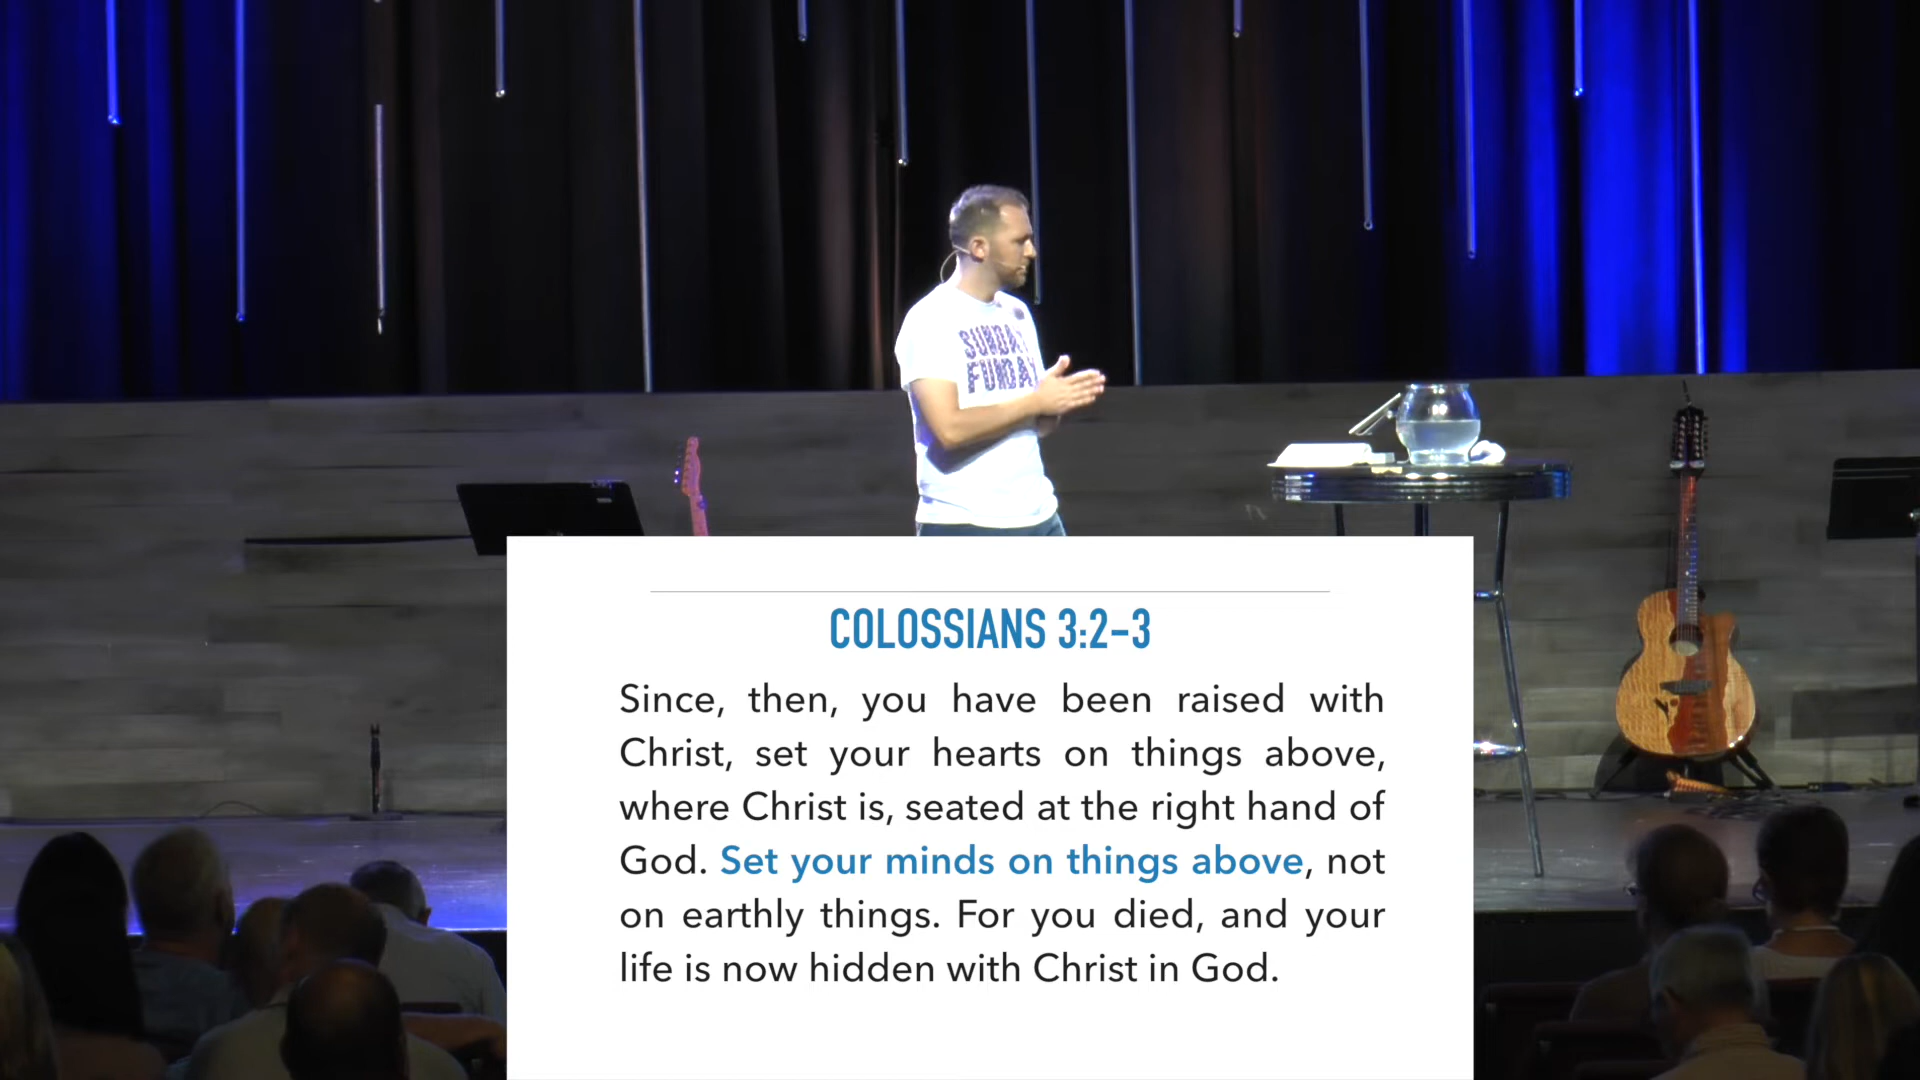 SUNDAY
FUNDAY
COLOSSIANS 3:2-3
Since, then, you have been raised with
Christ, set your hearts on things above,
where Christ is, seated at the right hand of
God. Set your minds on things above, not
on earthly things. For you died, and your
life is now hidden with Christ in God.